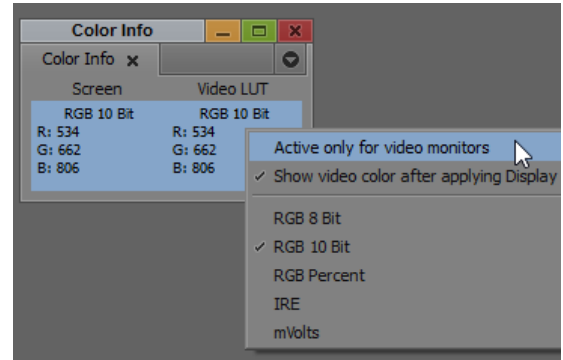 Color Info
Color Info
Screen Video LUT
RGB 10 Bit RGB 10 Bit
R: 534 R: 534
G: 662 G: 662
B: 806 B: 806
Active only for video monitors
Show video color after applying Display
RGB 8 Bit
RGB 10 Bit
RGB Percent
IRE
mVolts